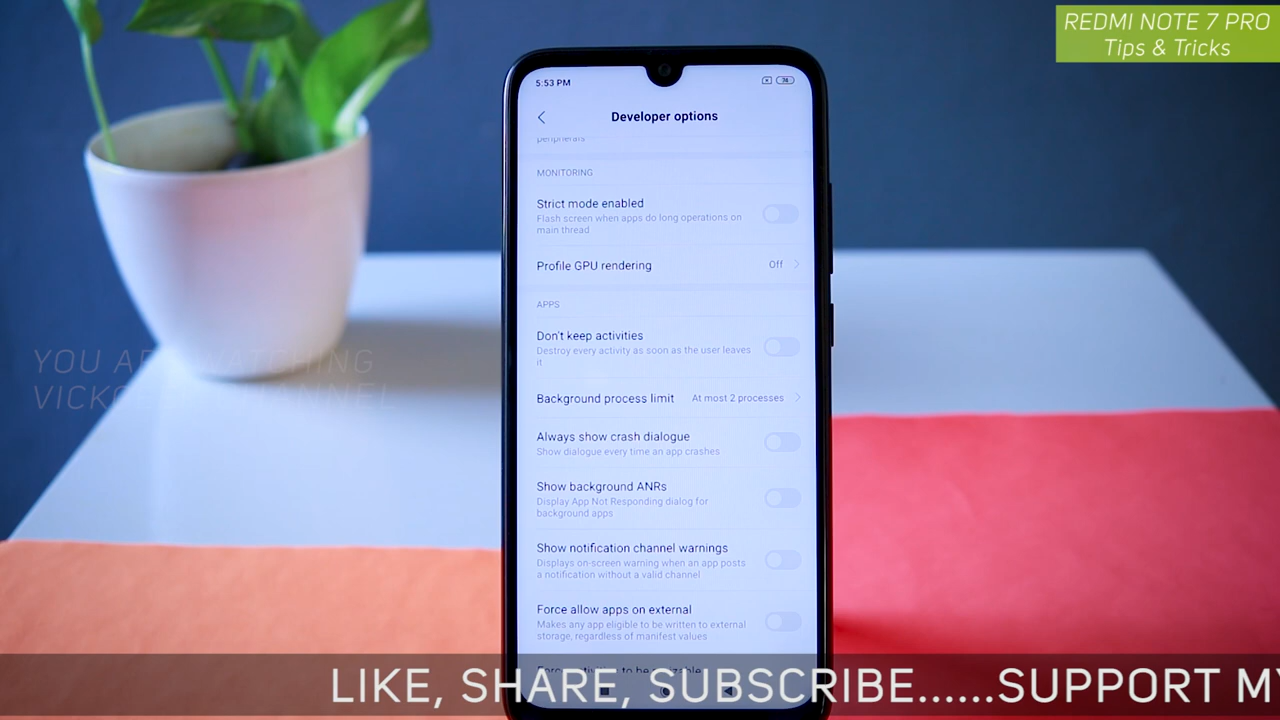 REDMI NOTE 7 PRO
Tips & Tricks
5:53 PM
Developer options
peripherals
MONITORING
Strict mode enabled
Flash screen when apps do long operations on
main thread
Profile GPU rendering Off
APPS
Don't keep activities
Destroy every activity as soon as the user leaves
it
Background process limit At most 2 processes
Always show crash dialogue
Show dialogue every time an app crashes
Show background ANRs
Display App Not Responding dialog for
background apps
Show notification channel warnings
Displays on-screen warning when an app posts
a notification without a valid channel
Force allow apps on external
Makes any app eligible to be written to external
storage, regardless of manifest values
YOU ARE WATCHING
LIKE, SHARE, SUBSCRIBE......SUPPORT MY